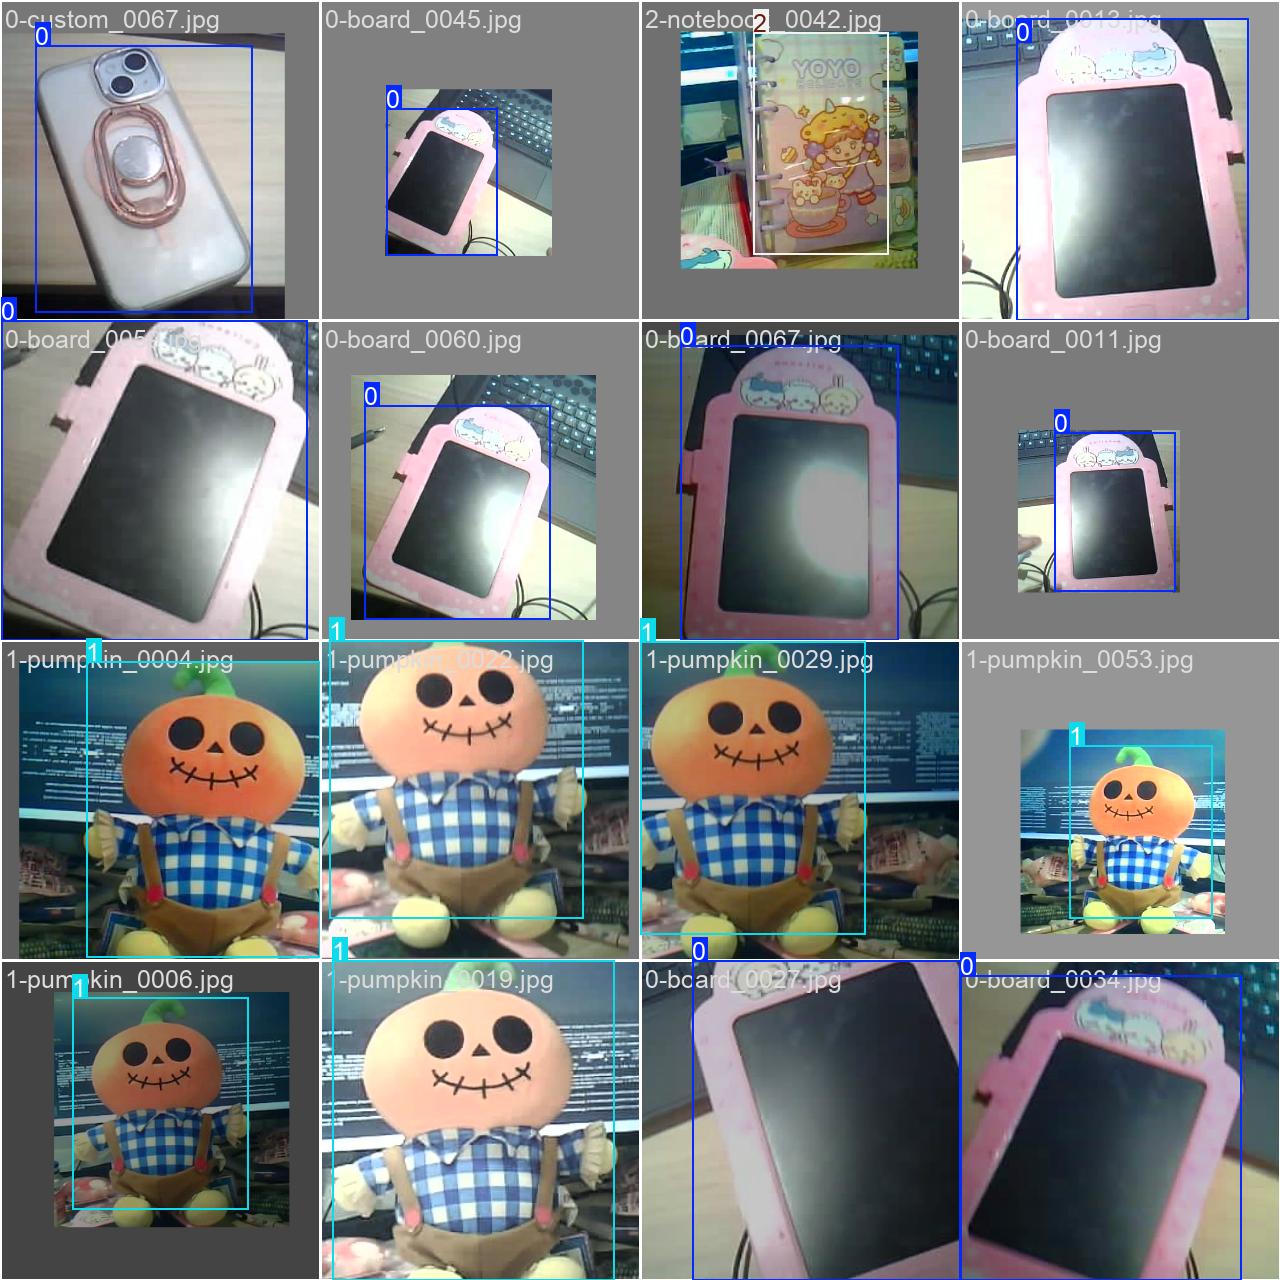 0-custom_0067.jpg
0
0-board_0045.jpg
0
2-notebook_0042.jpg
2
YOYO
0-board_0013.jpg
0
0
0-board_0060.jpg
0
0-board_0067.jpg
0
0-board_0011.jpg
0
1-pumpkin_0004.jpg
1
1-pumpkin_0022.jpg
1
1-pumpkin_0029.jpg
1
1-pumpkin_0053.jpg
1
1-pumpkin_0006.jpg
1
1-pumpkin_0019.jpg
1
0-board_0027.jpg
0
0-board_0034.jpg
0